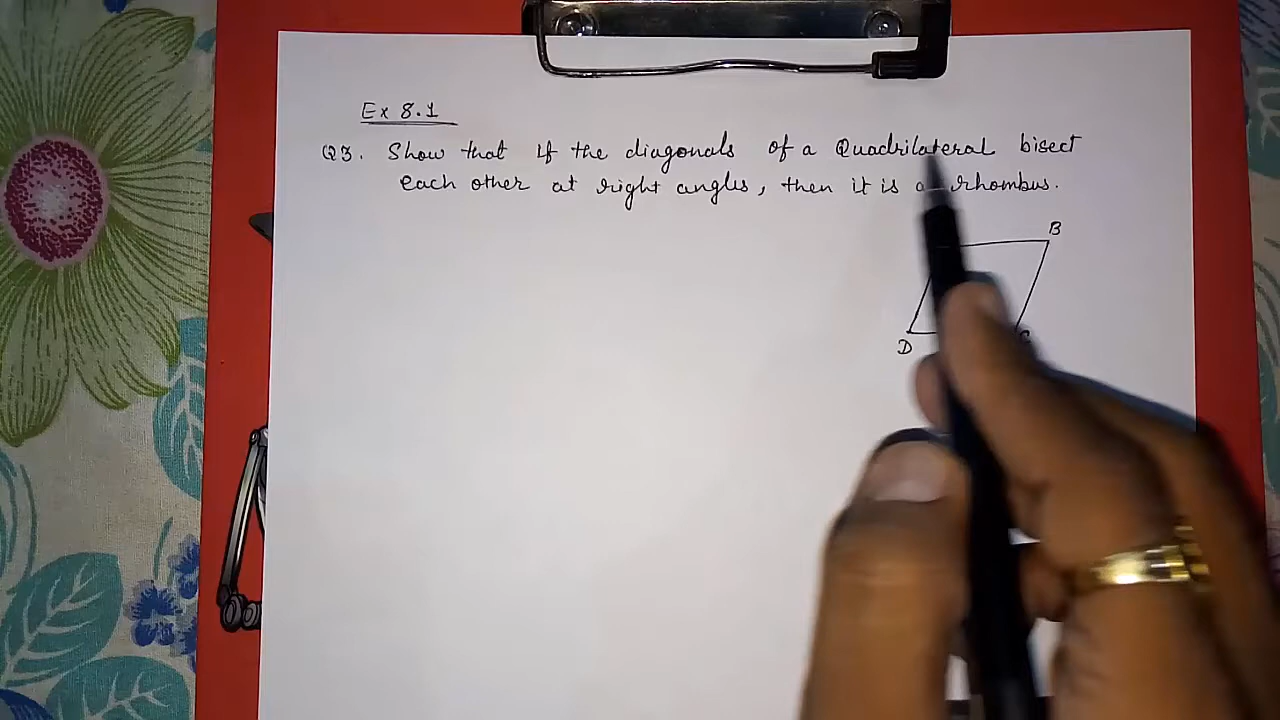 Ex 8.1
Q3. Show that if the diagonals of a Quadrilateral bisect
each other at right angles, then it is a rhombus.
B
D C